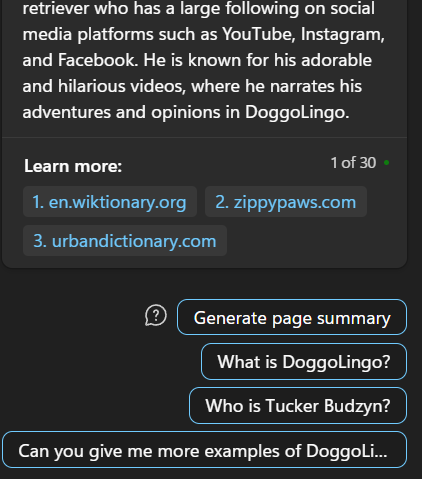 retriever who has a large following on social
media platforms such as YouTube, Instagram,
and Facebook. He is known for his adorable
and hilarious videos, where he narrates his
adventures and opinions in DoggoLingo.
Learn more:
1 of 30
1. en.wiktionary.org
2. zippypaws.com
3. urbandictionary.com
Generate page summary
What is DoggoLingo?
Who is Tucker Budzyn?
Can you give me more examples of DoggoLi...